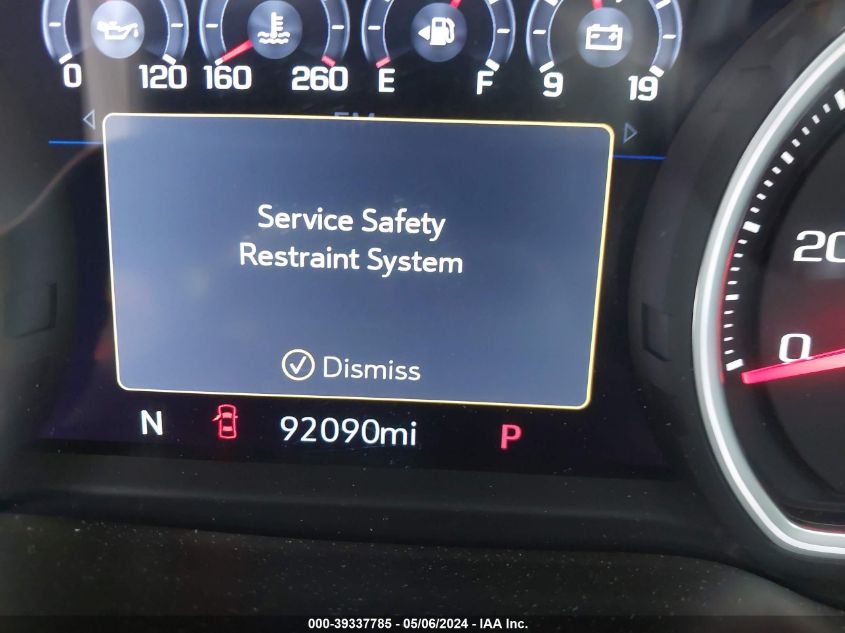 0 120 160 260 E F 9 19
Service Safety
Restraint System
Dismiss
20
0
N 92090mi P
000-39337785 - 05/06/2024 - IAA Inc.